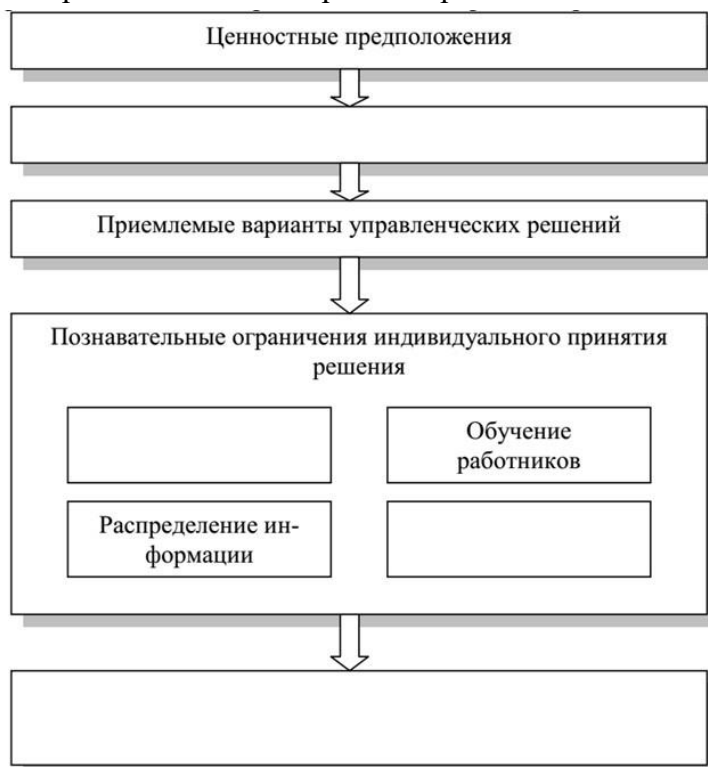 Ценностные предположения
Приемлемые варианты управленческих решений
Познавательные ограничения индивидуального принятия
решения
Обучение
работников
Распределение ин-
формации